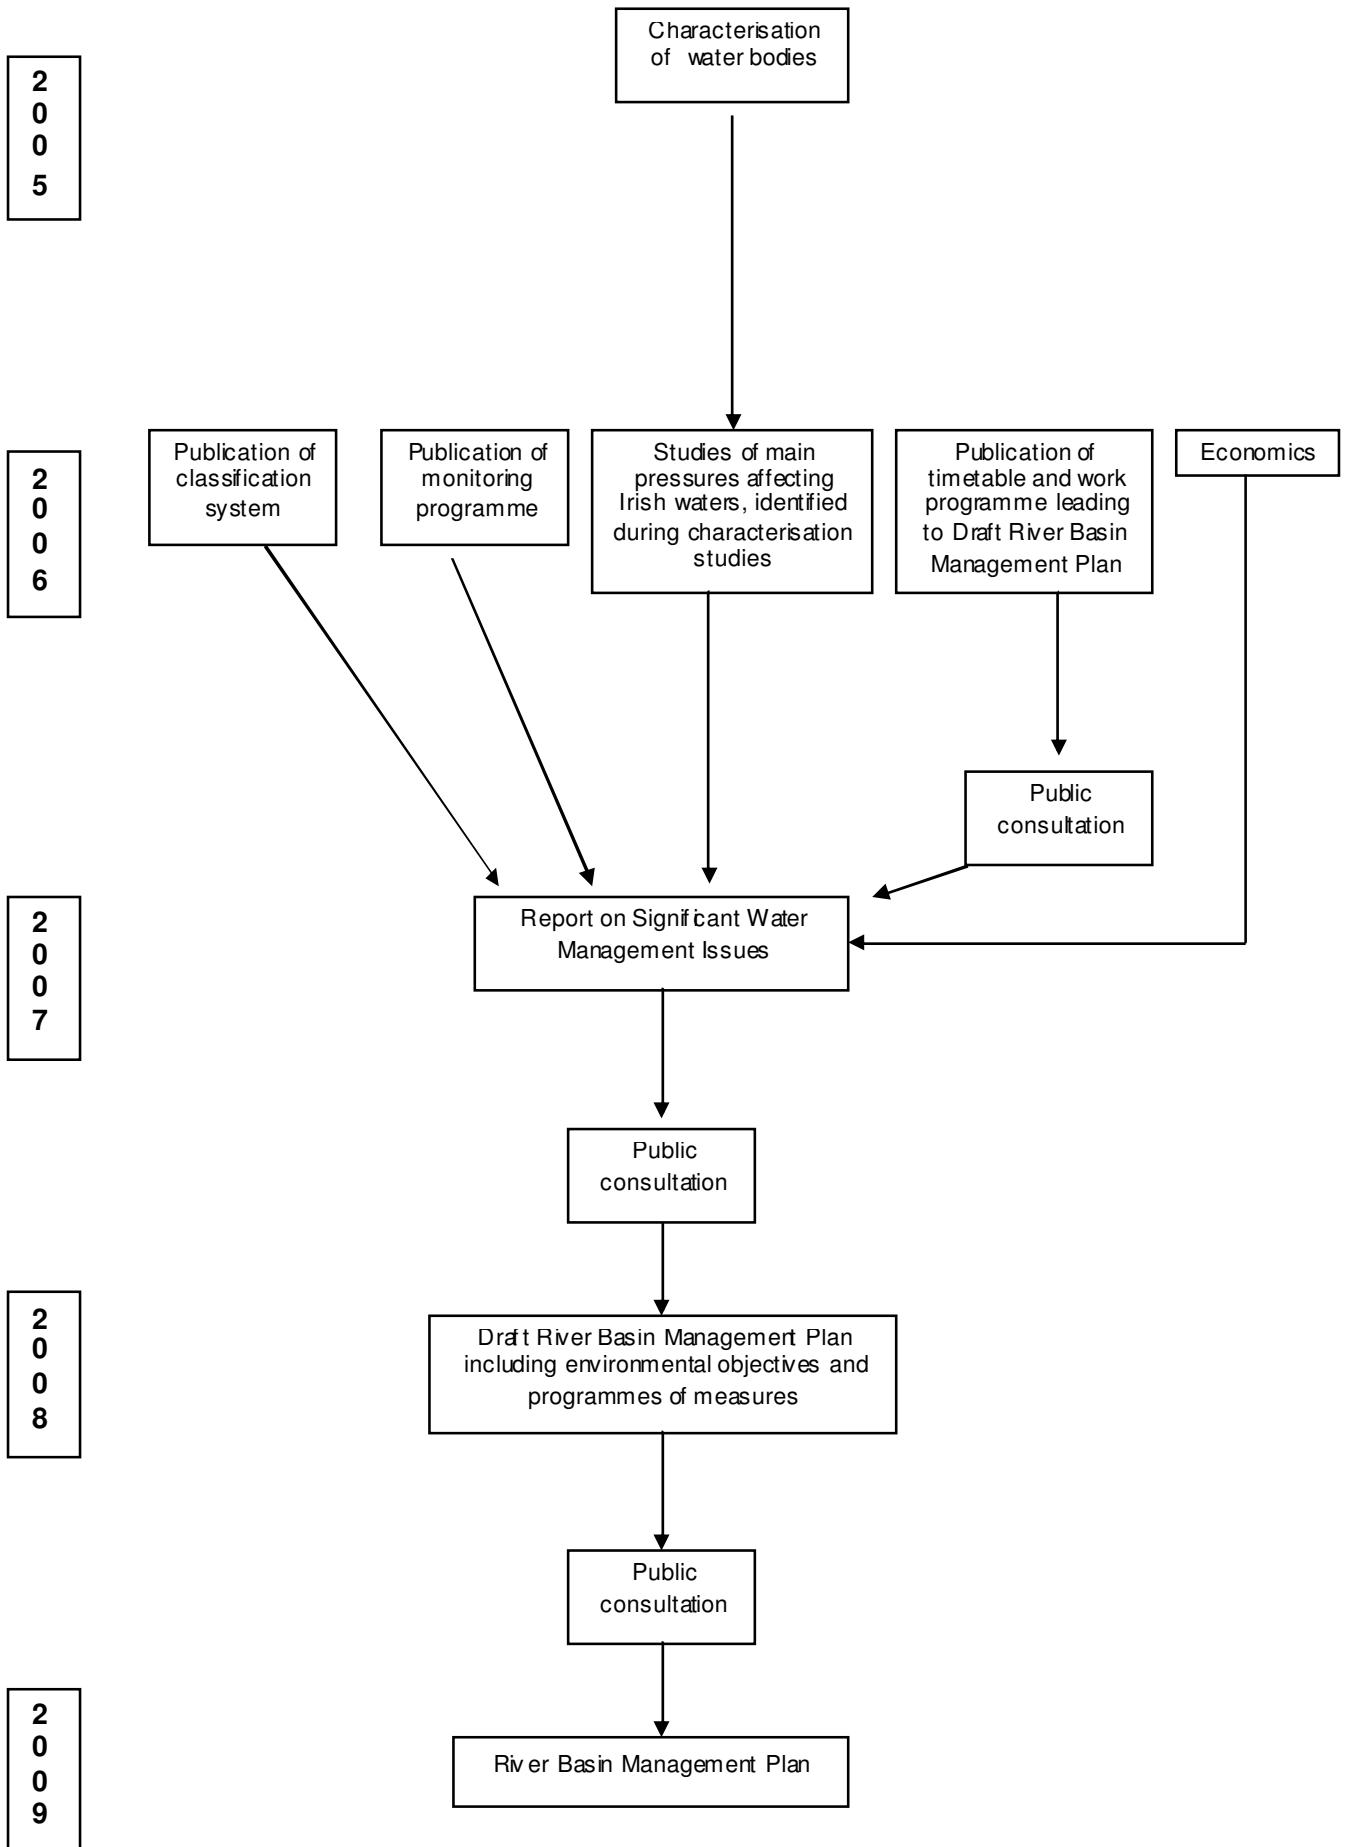 Characterisation
of water bodies
2
0
0
5
Publication of
classification
system
Publication of
monitoring
programme
Studies of main
pressures affecting
Irish waters, identified
during characterisation
studies
Publication of
timetable and work
programme leading
to Draft River Basin
Management Plan
Economics
2
0
0
6
Public
consultation
2
0
0
7
Report on Significant Water
Management Issues
Public
consultation
2
0
0
8
Draft River Basin Management Plan
including environmental objectives and
programmes of measures
Public
consultation
2
0
0
9
River Basin Management Plan